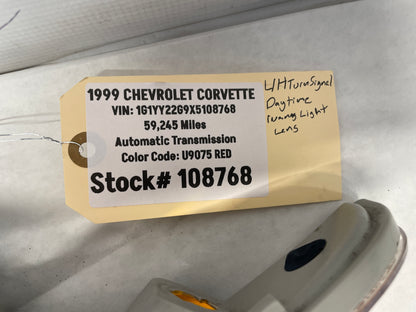 1999 CHEVROLET CORVETTE
VIN: 1G1YY22G9X5108768
59,245 Miles
Automatic Transmission
Color Code: U9075 RED
Stock# 108768
LH Turn Signal
Daytime
running Light
Lens